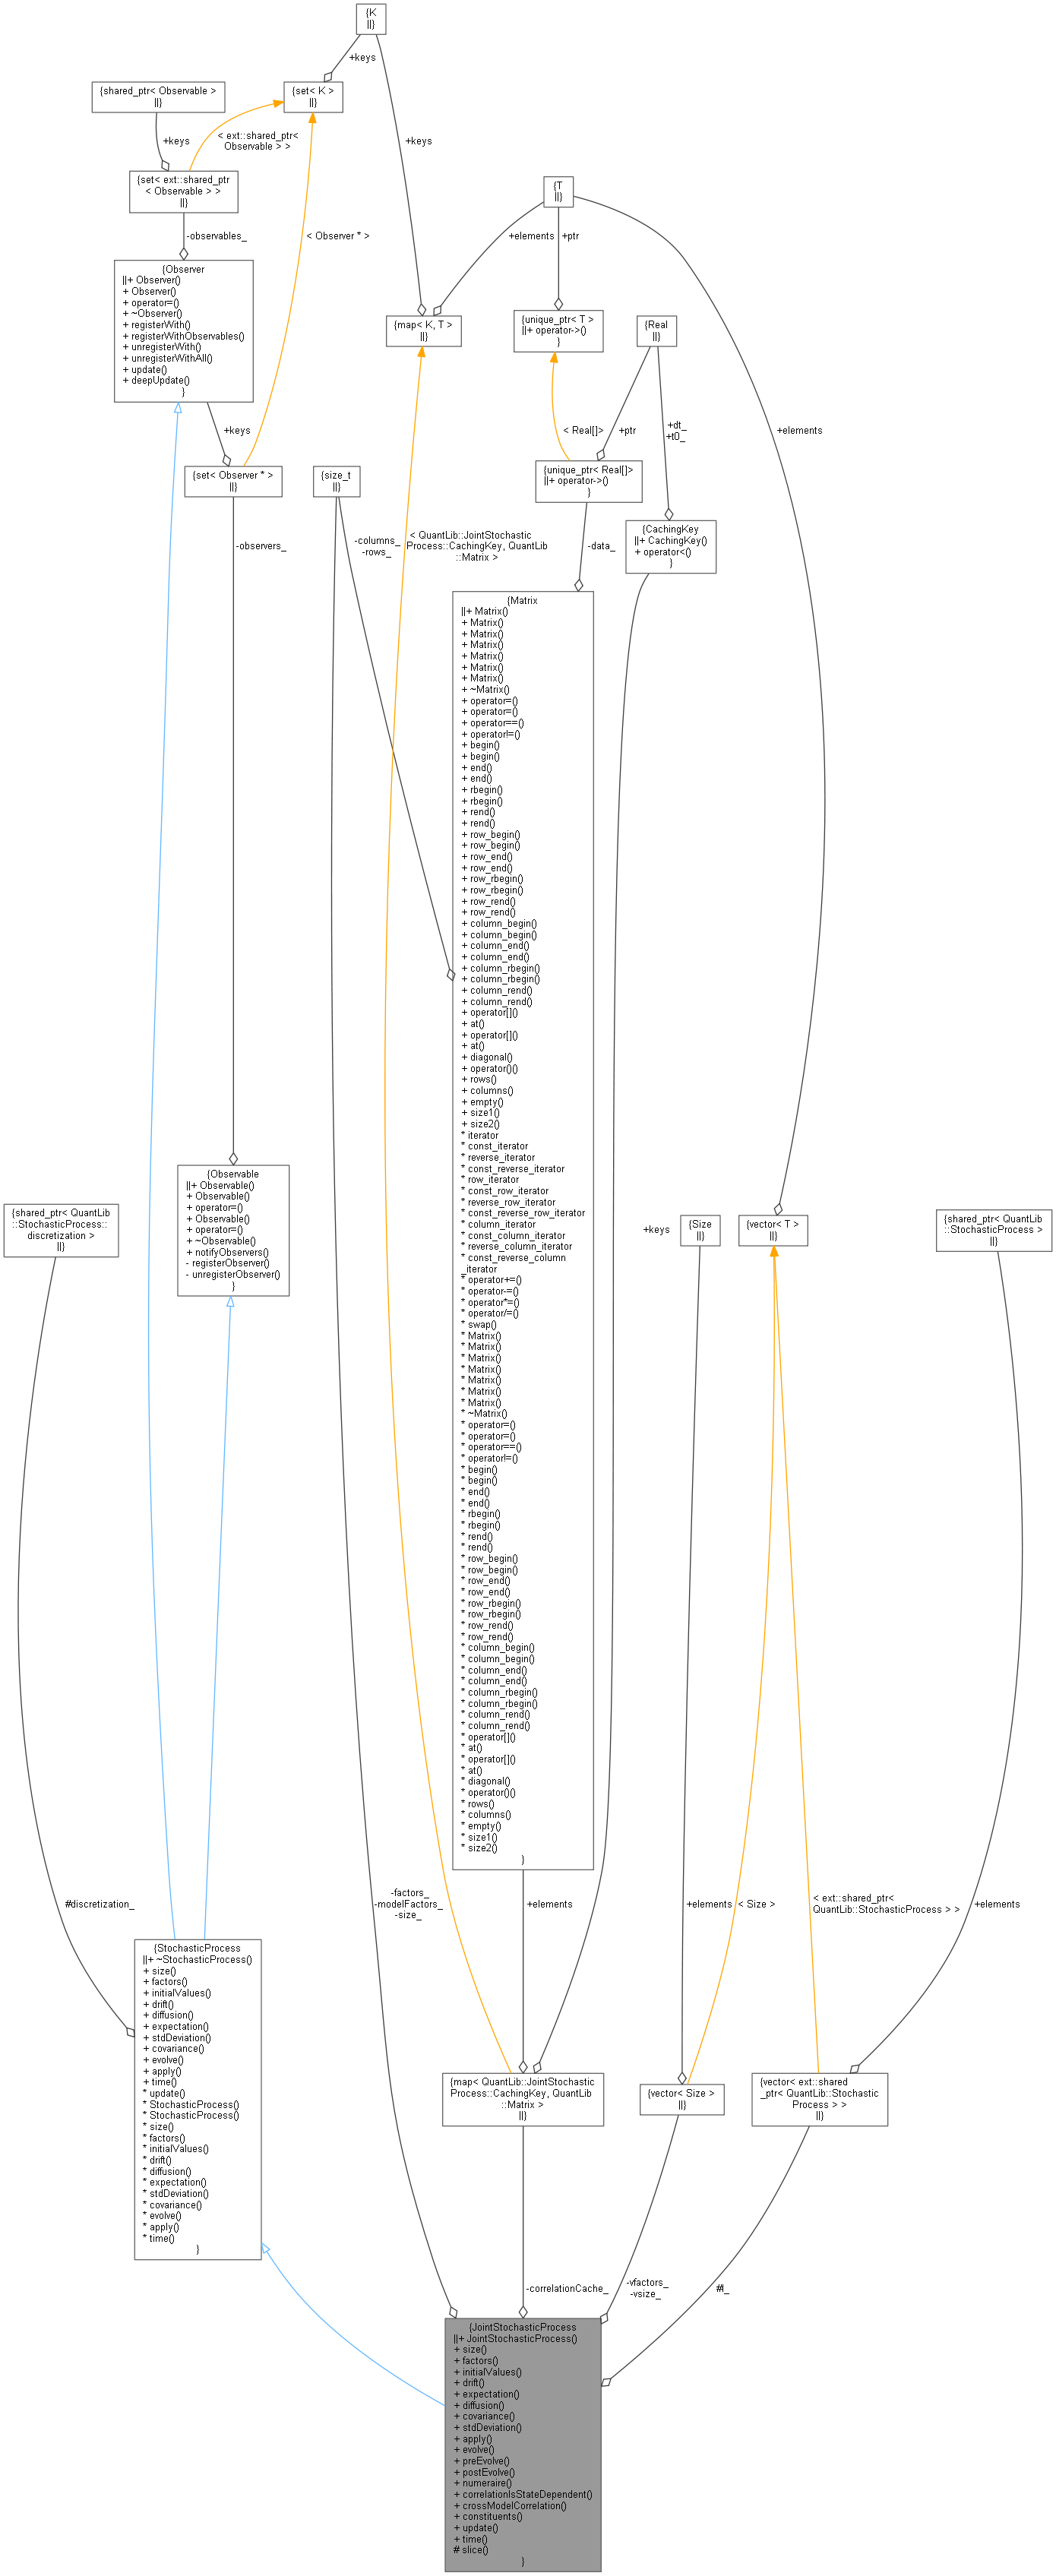 {K
||}
+keys
{shared_ptr< Observable >
||}
{set< K >
||}
+keys
< ext::shared_ptr<
Observable > >
+keys
{set< ext::shared_ptr
< Observable > >
||}
{T
||}
-observables_
< Observer * >
+elements
+ptr
{Observer
||+ Observer()
+ Observer()
+ operator=()
+ ~Observer()
+ registerWith()
+ registerWithObservables()
+ unregisterWith()
+ unregisterWithAll()
+ update()
+ deepUpdate()
}
{map< K, T >
||}
{unique_ptr< T >
||+ operator->()
}
{Real
||}
+keys
< Real[]>
+ptr
+dt_
+t0_
+elements
{set< Observer * >
||}
{size_t
||}
{unique_ptr< Real[]>
||+ operator->()
}
{CachingKey
||+ CachingKey()
+ operator<()
}
-observers_
-columns_
-rows_
< QuantLib::JointStochastic
Process::CachingKey, QuantLib
::Matrix >
-data_
{Matrix
||+ Matrix()
+ Matrix()
+ Matrix()
+ Matrix()
+ Matrix()
+ Matrix()
+ Matrix()
+ ~Matrix()
+ operator=()
+ operator=()
+ operator==()
+ operator!=()
+ begin()
+ begin()
+ end()
+ end()
+ rbegin()
+ rbegin()
+ rend()
+ rend()
+ row_begin()
+ row_begin()
+ row_end()
+ row_end()
+ row_rbegin()
+ row_rbegin()
+ row_rend()
+ row_rend()
+ column_begin()
+ column_begin()
+ column_end()
+ column_end()
+ column_rbegin()
+ column_rbegin()
+ column_rend()
+ column_rend()
+ operator[]()
+ at()
+ operator[]()
+ at()
+ diagonal()
+ operator()()
+ rows()
+ columns()
+ empty()
+ size1()
+ size2()
* iterator
* const_iterator
* reverse_iterator
* const_reverse_iterator
* row_iterator
* const_row_iterator
* reverse_row_iterator
* const_reverse_row_iterator
* column_iterator
* const_column_iterator
* reverse_column_iterator
* const_reverse_column
_iterator
* operator+=()
* operator-=()
* operator*=()
* operator/=()
* swap()
* Matrix()
* Matrix()
* Matrix()
* Matrix()
* Matrix()
* Matrix()
* Matrix()
* ~Matrix()
* operator=()
* operator=()
* operator==()
* operator!=()
* begin()
* begin()
* end()
* end()
* rbegin()
* rbegin()
* rend()
* rend()
* row_begin()
* row_begin()
* row_end()
* row_end()
* row_rbegin()
* row_rbegin()
* row_rend()
* row_rend()
* column_begin()
* column_begin()
* column_end()
* column_end()
* column_rbegin()
* column_rbegin()
* column_rend()
* column_rend()
* operator[]()
* at()
* operator[]()
* at()
* diagonal()
* operator()()
* rows()
* columns()
* empty()
* size1()
* size2()
}
{Observable
||+ Observable()
+ Observable()
+ operator=()
+ Observable()
+ operator=()
+ ~Observable()
+ notifyObservers()
- registerObserver()
- unregisterObserver()
}
{shared_ptr< QuantLib
::StochasticProcess::
discretization >
||}
+keys
{Size
||}
{vector< T >
||}
{shared_ptr< QuantLib
::StochasticProcess >
||}
#discretization_
-factors_
-modelFactors_
-size_
+elements
+elements
< Size >
< ext::shared_ptr<
QuantLib::StochasticProcess > >
+elements
{StochasticProcess
||+ ~StochasticProcess()
+ size()
+ factors()
+ initialValues()
+ drift()
+ diffusion()
+ expectation()
+ stdDeviation()
+ covariance()
+ evolve()
+ apply()
+ time()
* update()
* StochasticProcess()
* StochasticProcess()
* size()
* factors()
* initialValues()
* drift()
* diffusion()
* expectation()
* stdDeviation()
* covariance()
* evolve()
* apply()
* time()
}
{map< QuantLib::JointStochastic
Process::CachingKey, QuantLib
::Matrix >
||}
{vector< Size >
||}
{vector< ext::shared
_ptr< QuantLib::Stochastic
Process > >
||}
-correlationCache_
-vfactors_
-vsize_
#l_
{JointStochasticProcess
||+ JointStochasticProcess()
+ size()
+ factors()
+ initialValues()
+ drift()
+ expectation()
+ diffusion()
+ covariance()
+ stdDeviation()
+ apply()
+ evolve()
+ preEvolve()
+ postEvolve()
+ numeraire()
+ correlationIsStateDependent()
+ crossModelCorrelation()
+ constituents()
+ update()
+ time()
# slice()
}